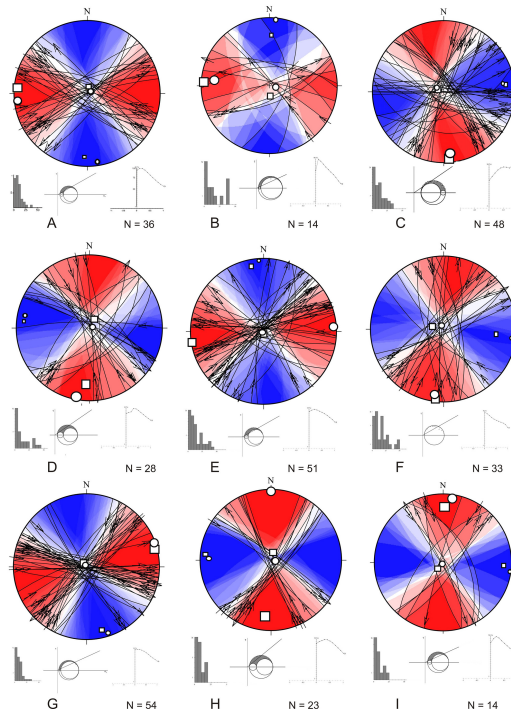 N N N
A N = 36 B N = 14 C N = 48
N N N
D N = 28 E N = 51 F N = 33
N N N
G N = 54 H N = 23 I N = 14